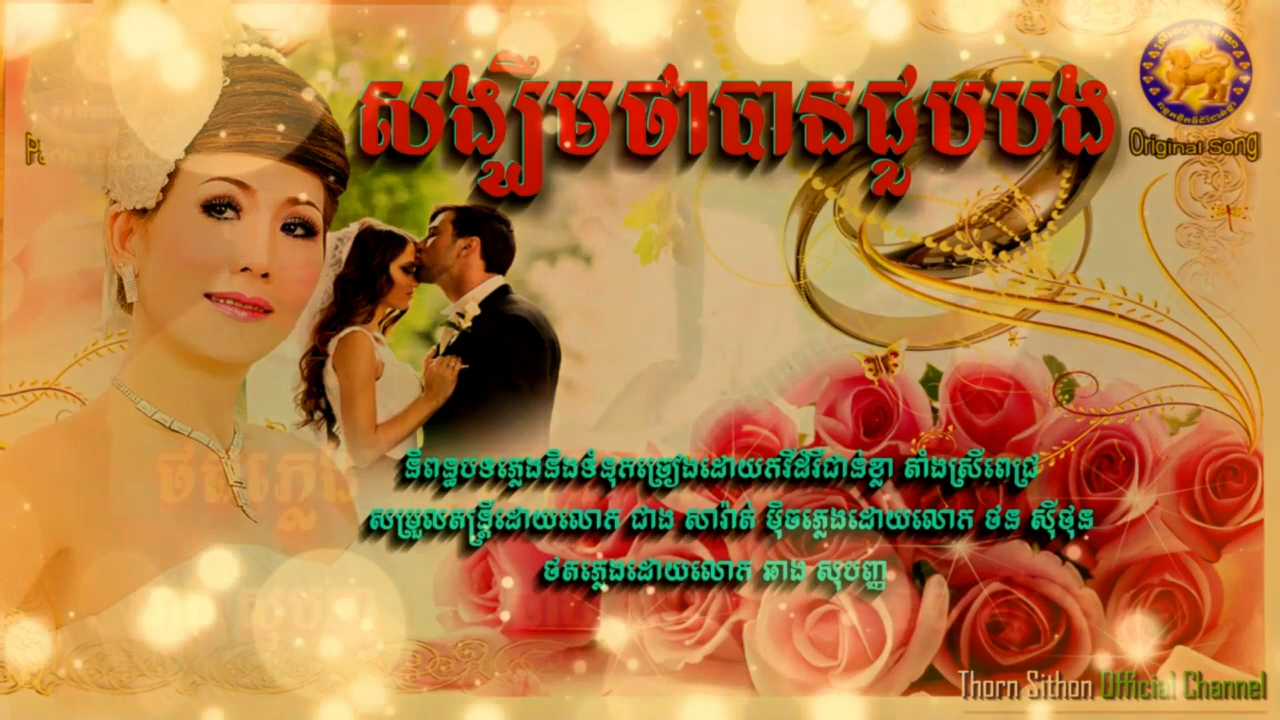 សង្ឃឹមថាបានជួបបង
Original song
និពន្ធបទភ្លេងនិងទំនុកច្រៀងដោយកវីដំរីជាន់ខ្លា តាំងស្រីពេជ្រ
សម្រួលតន្ត្រីដោយលោក ជាង សារ៉ាត់ ម៉ិចភ្លេងដោយលោក ថន ស៊ីថុន
ថតភ្លេងដោយលោក ឆាង សុបញ្ញ
Thorn Sithon Official Channel